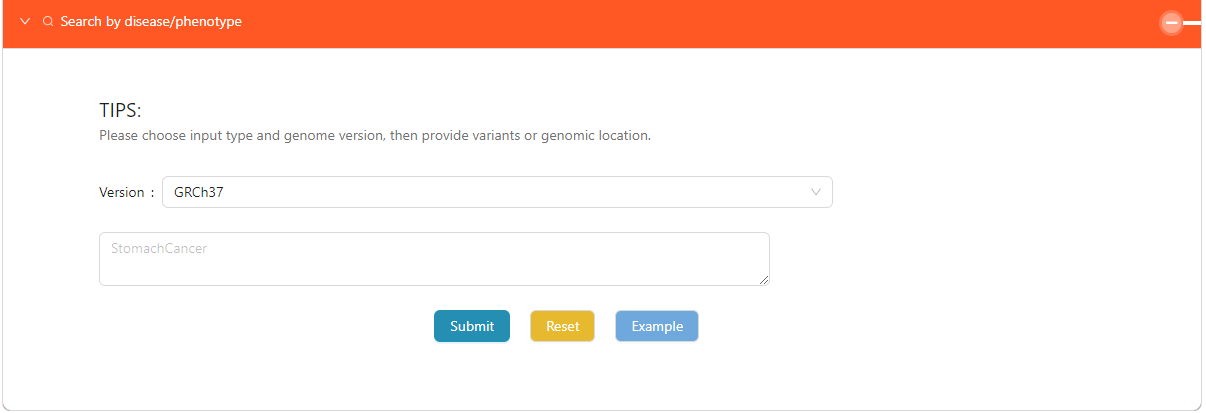 Search by disease/phenotype
TIPS:
Please choose input type and genome version, then provide variants or genomic location.
Version : GRCh37
StomachCancer
Submit Reset Example